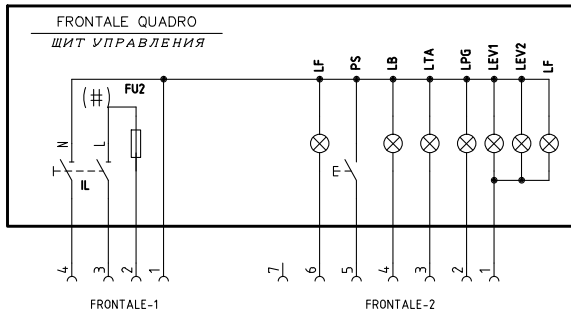 FRONTALE QUADRO
ЩИТ УПРАВЛЕНИЯ
LF PS LB LTA LPG LEV1 LEV2 LF
(#) FU2
N L
IL
4 3 2 1 7 6 5 4 3 2 1
FRONTALE-1 FRONTALE-2